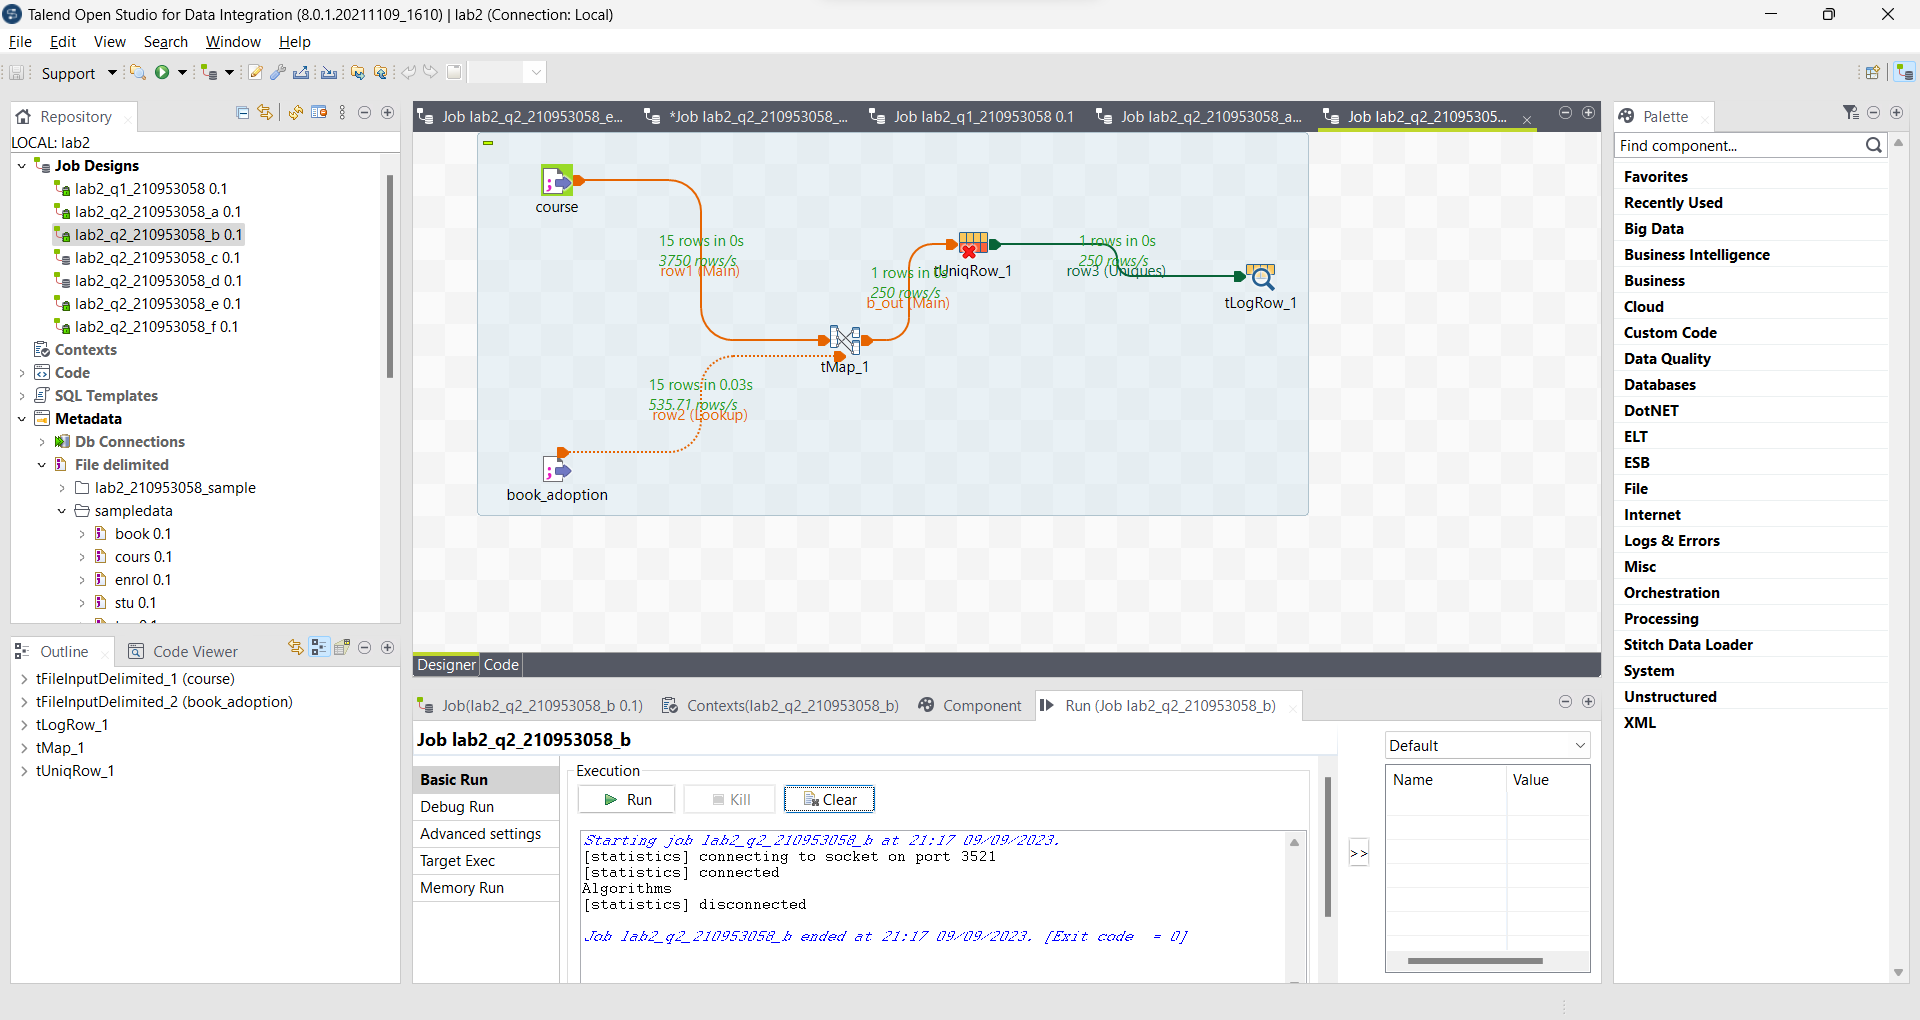 Talend Open Studio for Data Integration (8.0.1.20211109_1610) | lab2 (Connection: Local)
File Edit View Search Window Help
Support
Repository
LOCAL: lab2
Job Designs
lab2_q1_210953058 0.1
lab2_q2_210953058_a 0.1
lab2_q2_210953058_b 0.1
lab2_q2_210953058_c 0.1
lab2_q2_210953058_d 0.1
lab2_q2_210953058_e 0.1
lab2_q2_210953058_f 0.1
Contexts
Code
SQL Templates
Metadata
Db Connections
File delimited
lab2_210953058_sample
sampledata
book 0.1
cours 0.1
enrol 0.1
stu 0.1
Outline Code Viewer
tFileInputDelimited_1 (course)
tFileInputDelimited_2 (book_adoption)
tLogRow_1
tMap_1
tUniqRow_1
Job lab2_q2_210953058_e... *Job lab2_q2_210953058_... Job lab2_q1_210953058 0.1 Job lab2_q2_210953058_a... Job lab2_q2_21095305...
course
15 rows in 0s
3750 rows/s
row1 (Main)
1 rows in 0s
250 rows/s
b_out (Main)
tUniqRow_1
1 rows in 0s
250 rows/s
row3 (Uniques)
tLogRow_1
tMap_1
15 rows in 0.03s
535.71 rows/s
row2 (Lookup)
book_adoption
Designer Code
Job(lab2_q2_210953058_b 0.1) Contexts(lab2_q2_210953058_b) Component Run (Job lab2_q2_210953058_b)
Job lab2_q2_210953058_b
Basic Run
Debug Run
Advanced settings
Target Exec
Memory Run
Execution
Run Kill Clear
Starting job lab2_q2_210953058_b at 21:17 09/09/2023.
[statistics] connecting to socket on port 3521
[statistics] connected
Algorithms
[statistics] disconnected
Job lab2_q2_210953058_b ended at 21:17 09/09/2023. [Exit code  = 0]
>>
Default
Name Value
Palette
Find component...
Favorites
Recently Used
Big Data
Business Intelligence
Business
Cloud
Custom Code
Data Quality
Databases
DotNET
ELT
ESB
File
Internet
Logs & Errors
Misc
Orchestration
Processing
Stitch Data Loader
System
Unstructured
XML